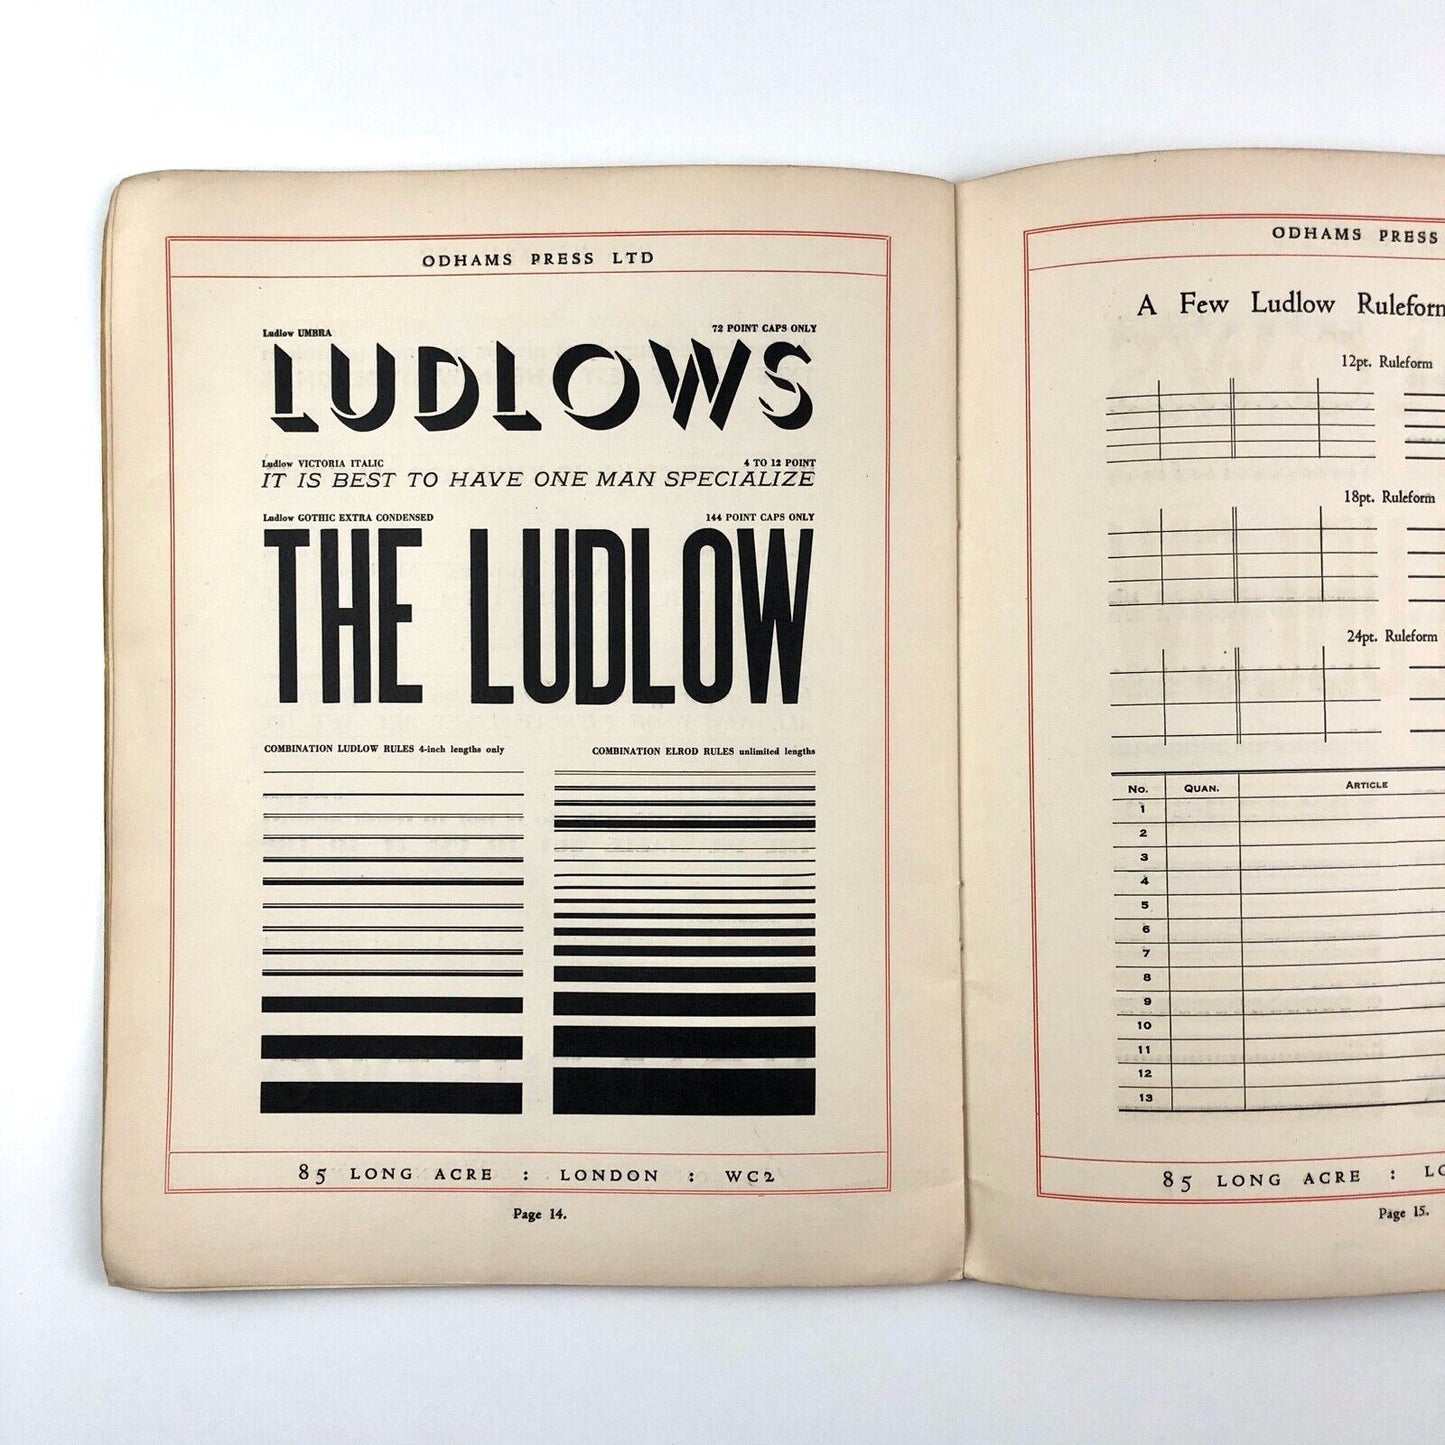 ODHAMS PRESS LTD
Ludlow UMBRA 72 POINT CAPS ONLY
LUDLOWS
Ludlow VICTORIA ITALIC 4 TO 12 POINT
IT IS BEST TO HAVE ONE MAN SPECIALIZE
Ludlow GOTHIC EXTRA CONDENSED 144 POINT CAPS ONLY
THE LUDLOW
COMBINATION LUDLOW RULES 4-inch lengths only
COMBINATION ELROD RULES unlimited lengths
85 LONG ACRE : LONDON : WC2
Page 14.
ODHAMS PRESS
A Few Ludlow Ruleform
12pt. Ruleform
18pt. Ruleform
24pt. Ruleform
No. QUAN. ARTICLE
1
2
3
4
5
6
7
8
9
10
11
12
13
85 LONG ACRE : LO
Page 15.